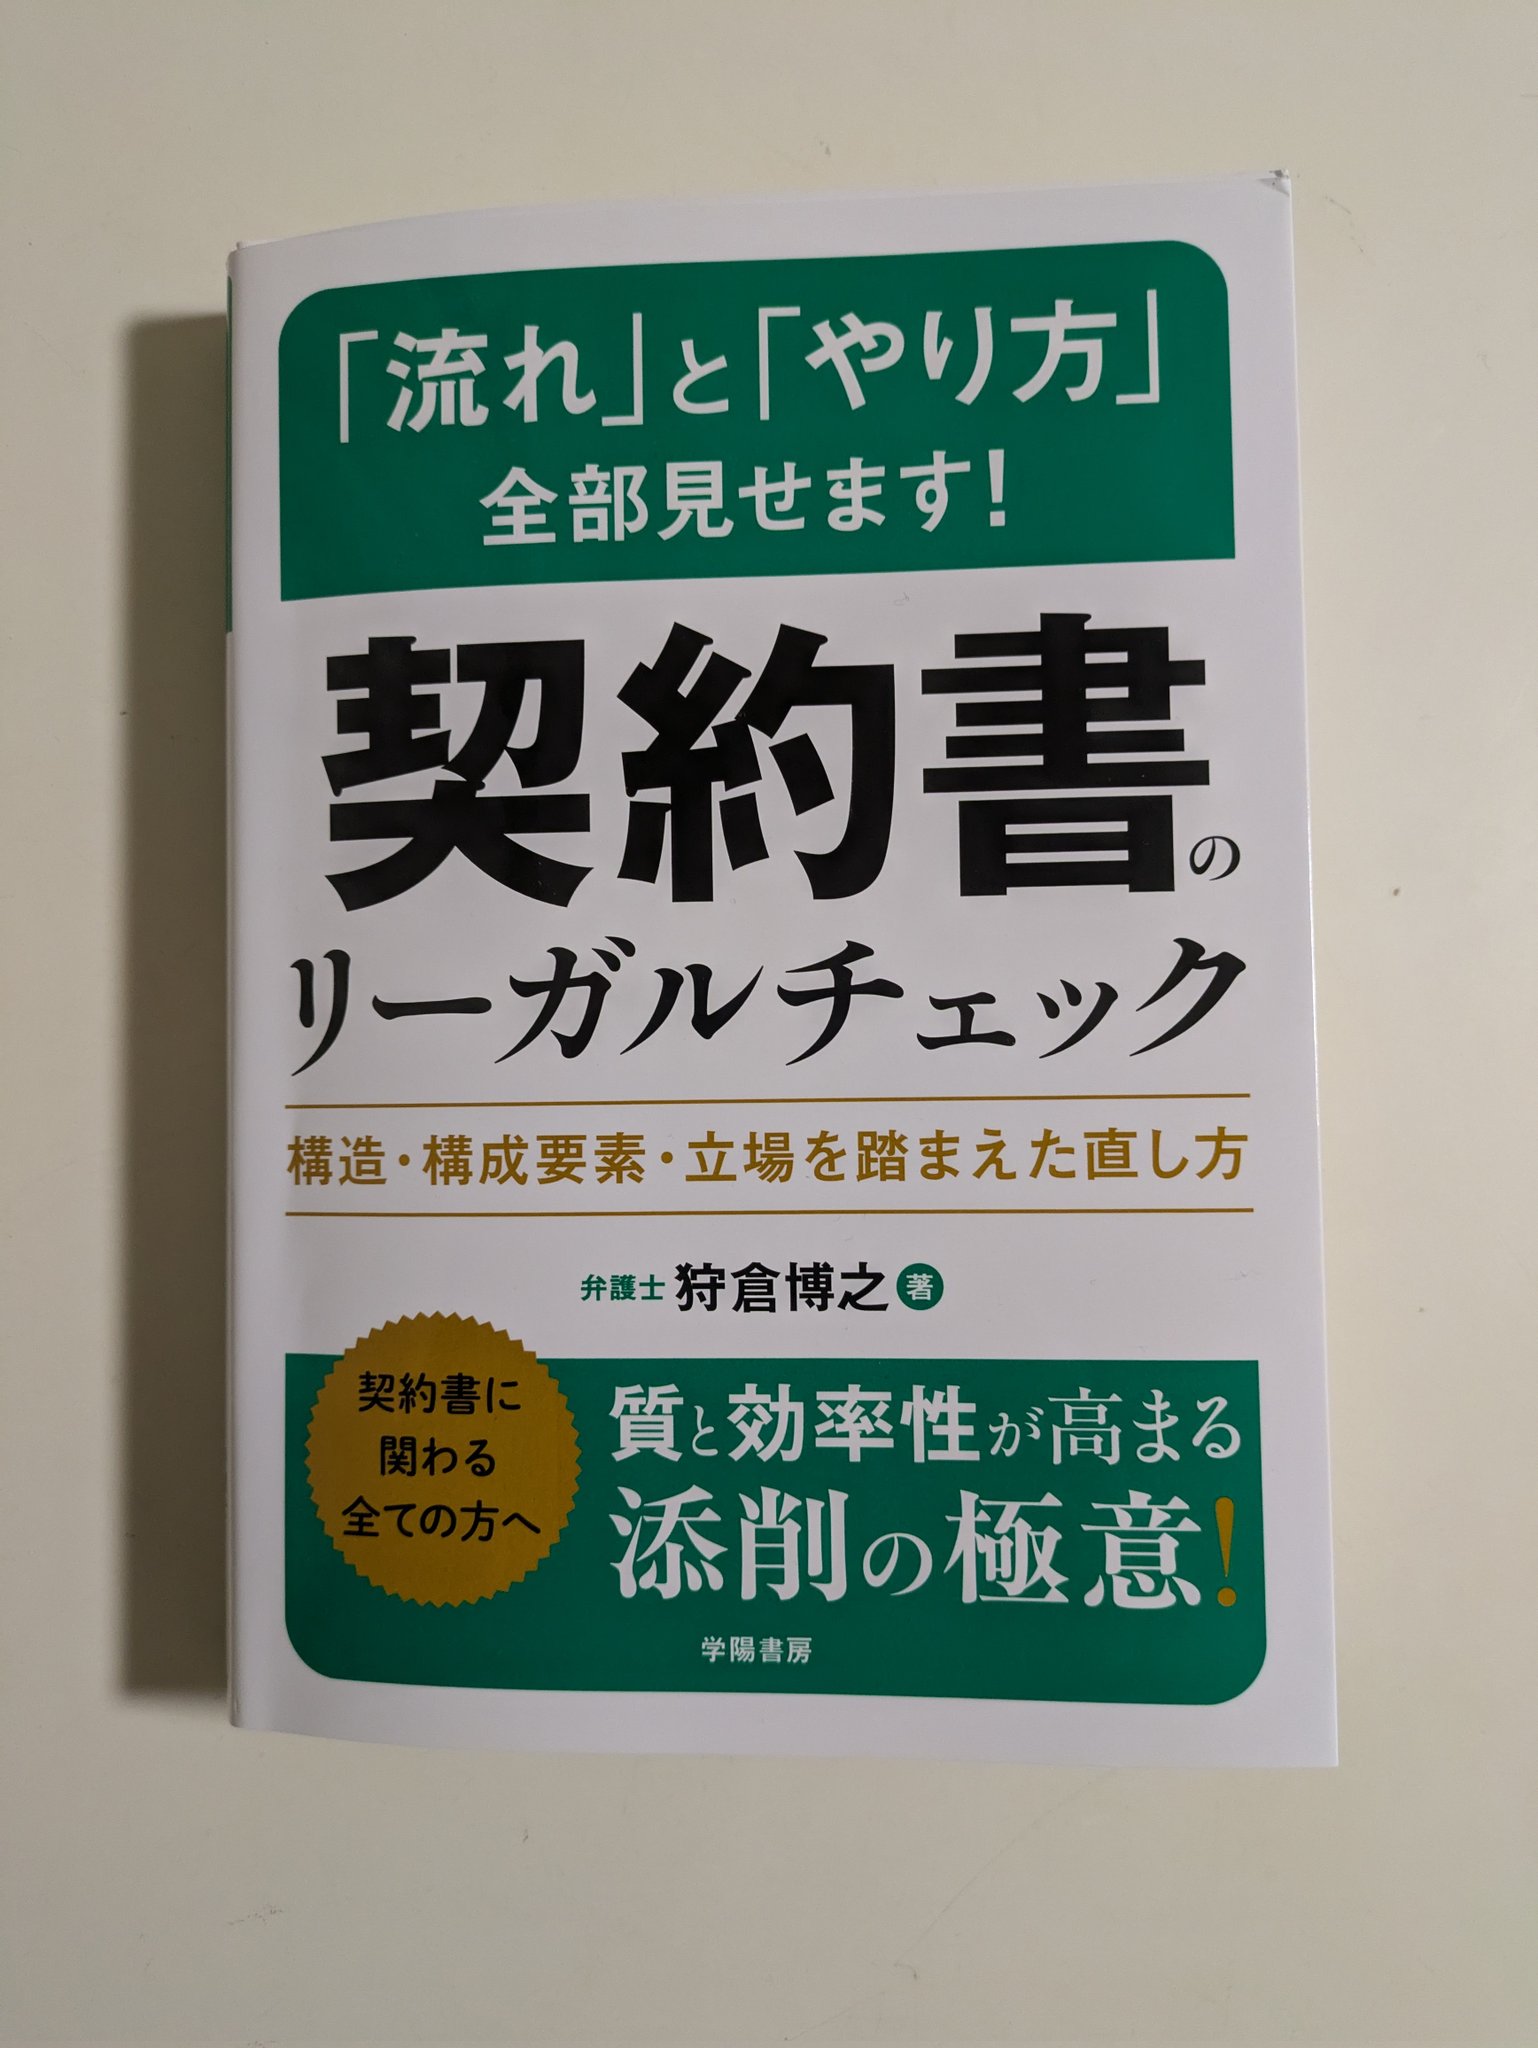 「流れ」と「やり方」
全部見せます!
契約書の
リーガルチェック
構造・構成要素・立場を踏まえた直し方
弁護士 狩倉博之 著
契約書に
関わる
全ての方へ
質と効率性が高まる
添削の極意!
学陽書房